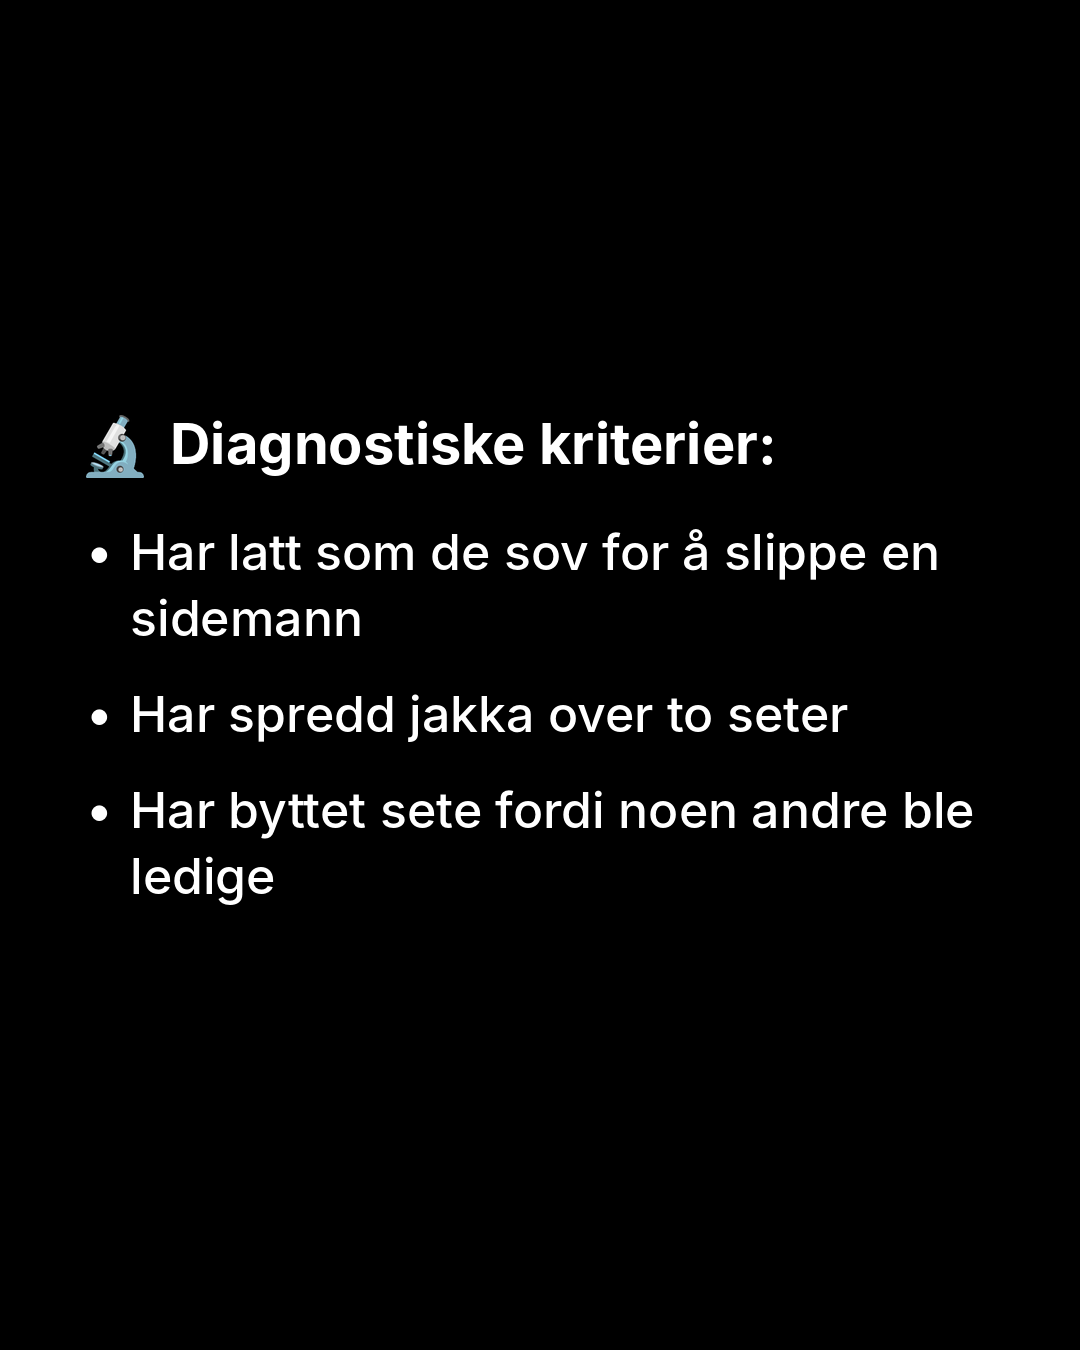 🔬 Diagnostiske kriterier:
• Har latt som de sov for å slippe en
sidemann
• Har spredd jakka over to seter
• Har byttet sete fordi noen andre ble
ledige